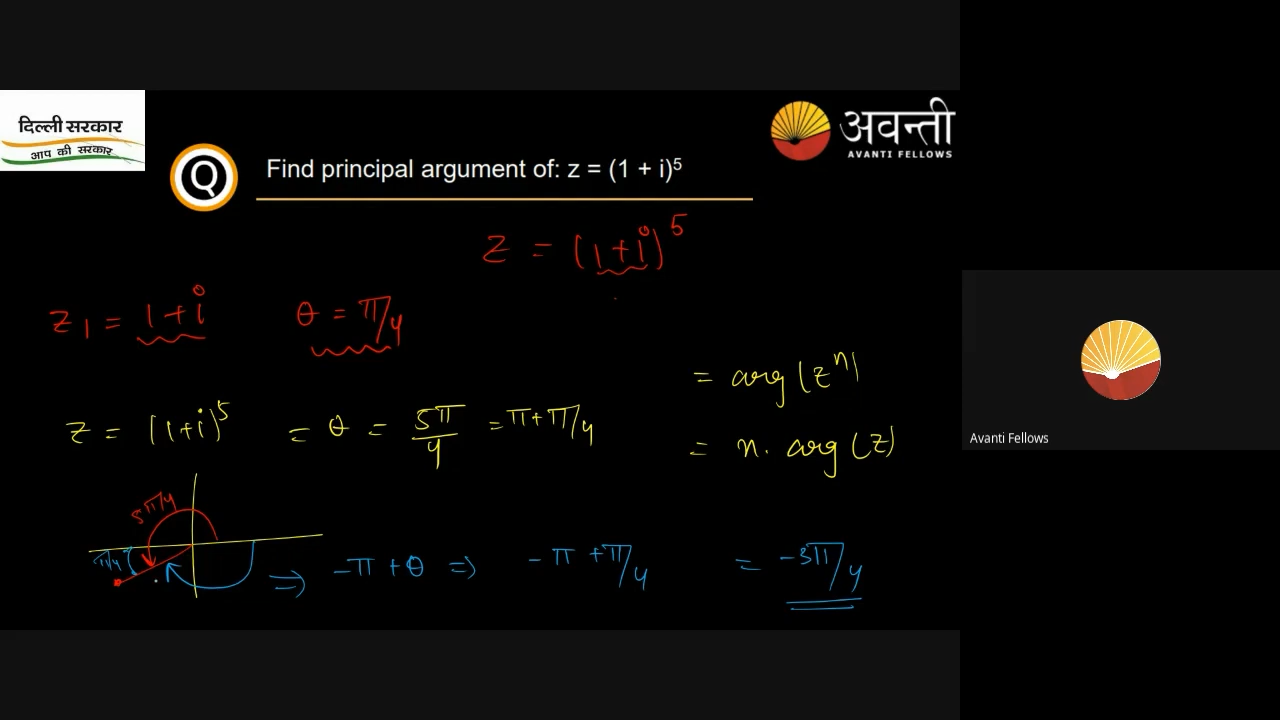 दिल्ली सरकार
आप की सरकार
अवन्ती
AVANTI FELLOWS
Q
Find principal argument of: z = (1 + i)⁵
z = (1+i)⁵
z₁ = 1+i θ = π/4
= arg(zⁿ)
z = (1+i)⁵ = θ = 5π/4 = π+π/4
= n. arg(z)
5π/4
π/4
⇒ -π+θ ⇒ -π+π/4 = -3π/4
Avanti Fellows